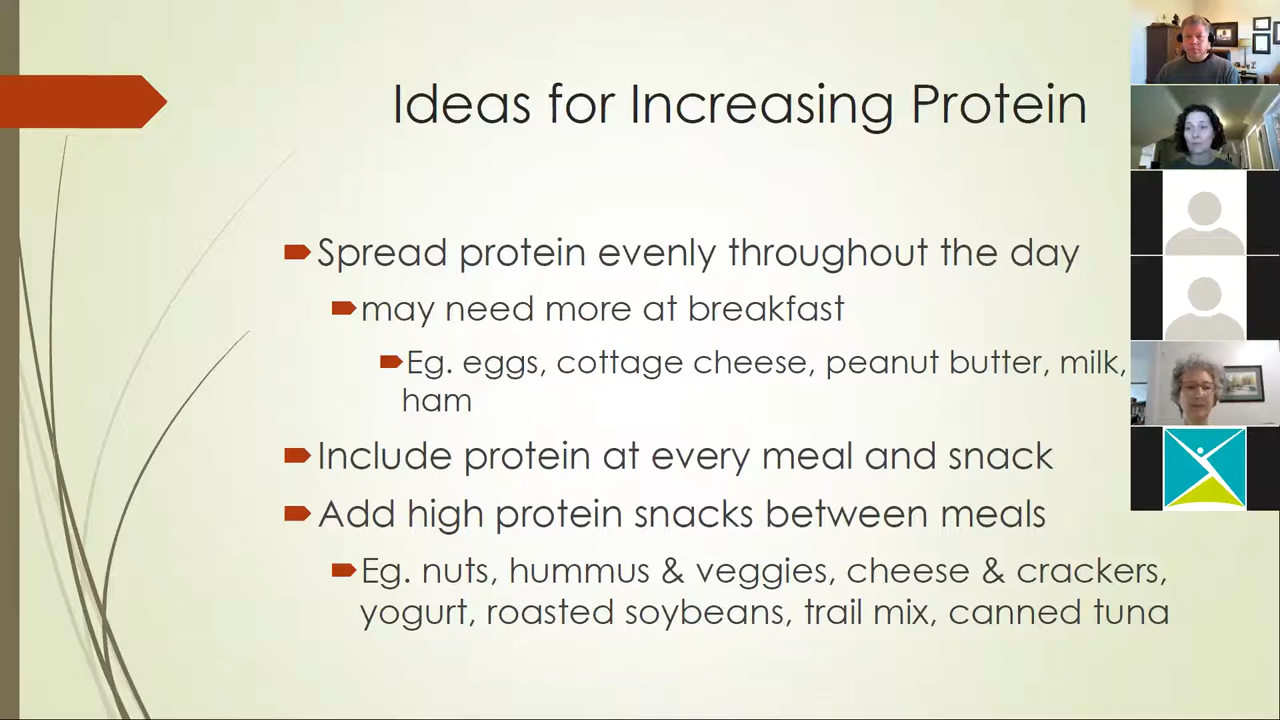 Ideas for Increasing Protein
Spread protein evenly throughout the day
may need more at breakfast
Eg. eggs, cottage cheese, peanut butter, milk,
ham
Include protein at every meal and snack
Add high protein snacks between meals
Eg. nuts, hummus & veggies, cheese & crackers,
yogurt, roasted soybeans, trail mix, canned tuna